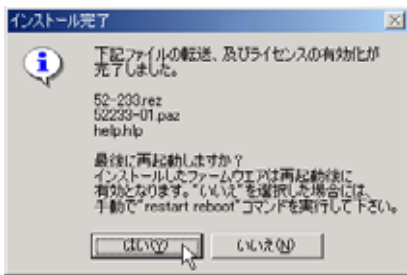 インストール完了
下記ファイルの転送、及びライセンスの有効化が
完了しました。
52-233.rez
52233-01.paz
help.hlp
最後に再起動しますか？
インストールしたファームウエアは再起動後に
有効となります。"いいえ"を選択した場合には、
手動で"restart reboot"コマンドを実行して下さい。
はい(Y)
いいえ(N)